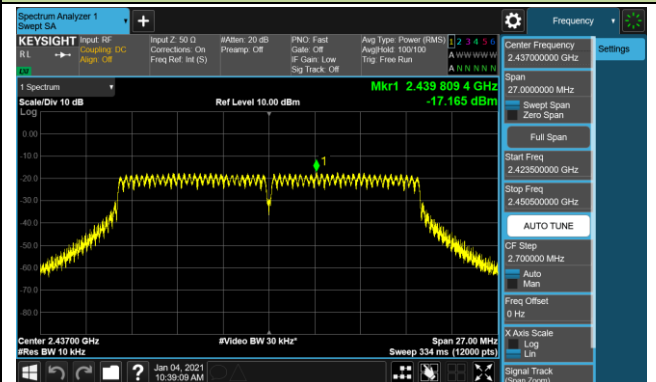 Spectrum Analyzer 1
Swept SA
Frequency
KEYSIGHT
RL
Input: RF
Coupling: DC
Align: Off
Input Z: 50 Ω
Corrections: On
Freq Ref: Int (S)
#Atten: 20 dB
Preamp: Off
PNO: Fast
Gate: Off
IF Gain: Low
Sig Track: Off
Avg Type: Power (RMS)
Avg|Hold: 100/100
Trig: Free Run
1 2 3 4 5 6
A W W W W W
A N N N N N
1 Spectrum
Scale/Div 10 dB
Log
Ref Level 10.00 dBm
Mkr1 2.439 809 4 GHz
-17.165 dBm
0.00
-10.0
-20.0
-30.0
-40.0
-50.0
-60.0
-70.0
-80.0
1
Center 2.43700 GHz
#Res BW 10 kHz
#Video BW 30 kHz*
Span 27.00 MHz
Sweep 334 ms (12000 pts)
Center Frequency
2.437000000 GHz
Settings
Span
27.0000000 MHz
Swept Span
Zero Span
Full Span
Start Freq
2.423500000 GHz
Stop Freq
2.450500000 GHz
AUTO TUNE
CF Step
2.700000 MHz
Auto
Man
Freq Offset
0 Hz
X Axis Scale
Log
Lin
Signal Track
(Span Zoom)
Jan 04, 2021
10:39:09 AM